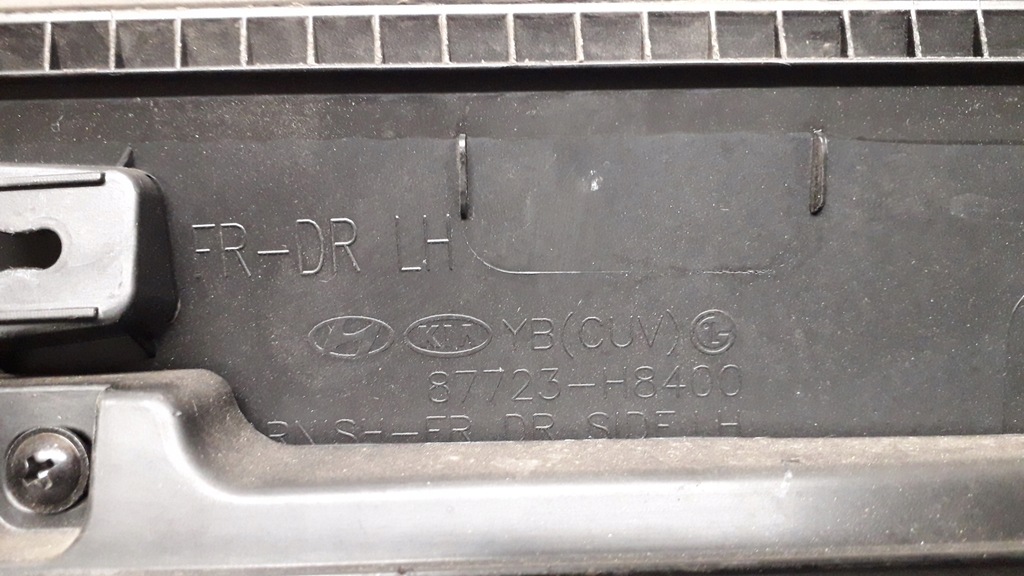 FR-DR LH
KIA YB(CUV)
87723-H8400
FR DR SIDE LH